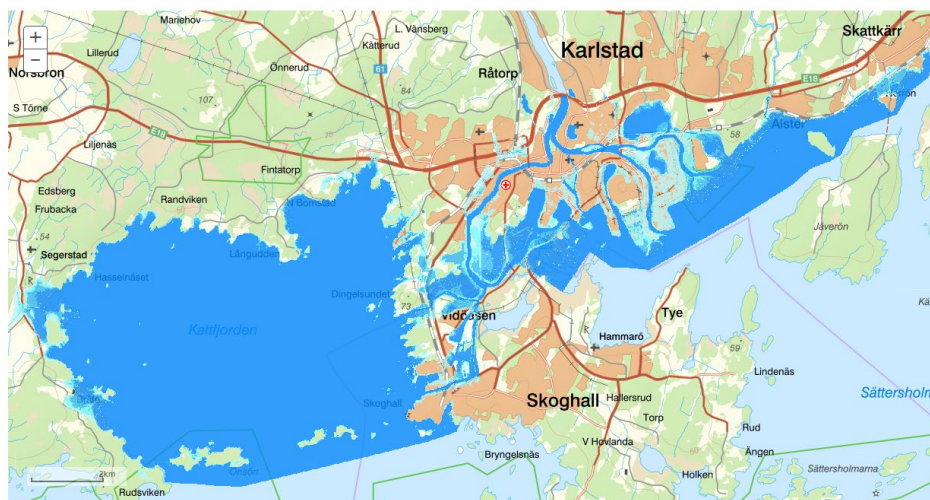 +
−
Mariehov
L. Vänsberg
Skattkärr
Lillerud
Kätterud
Karlstad
Önnerud
61
Råtorp
Norsbron
84
E18
107
S Törne
Alster
58
E18
Liljenäs
Fintatorp
Edsberg
Randviken
N Bomstad
Frubacka
54
Jäverön
Segerstad
Långudden
Hasselnäset
Dingelsundet
73
Kattfjorden
Vidöåsen
Tye
Hammarö
59
Lindenäs
Sättersholm
Skoghall
Skoghall
Hallersrud
Torp
Rud
V Hovlanda
Bryngelsnäs
Ängen
Onsön
Sättersholmarna
2km
Holken
Rudsviken